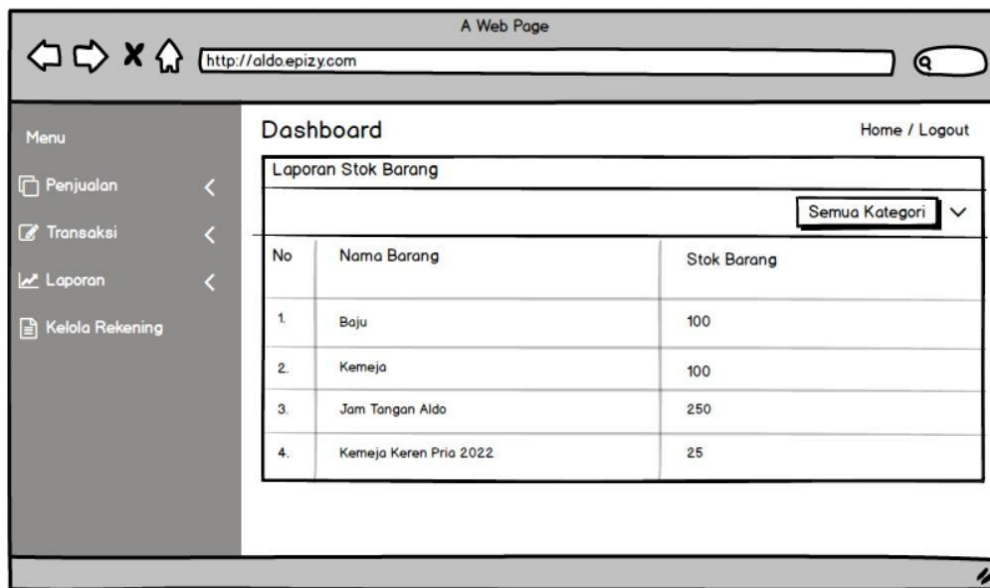 A Web Page
http://aldo.epizy.com
Menu
Penjualan
Transaksi
Laporan
Kelola Rekening
Dashboard
Home / Logout
Laporan Stok Barang
Semua Kategori
No Nama Barang Stok Barang
1. Baju 100
2. Kemeja 100
3. Jam Tangan Aldo 250
4. Kemeja Keren Pria 2022 25